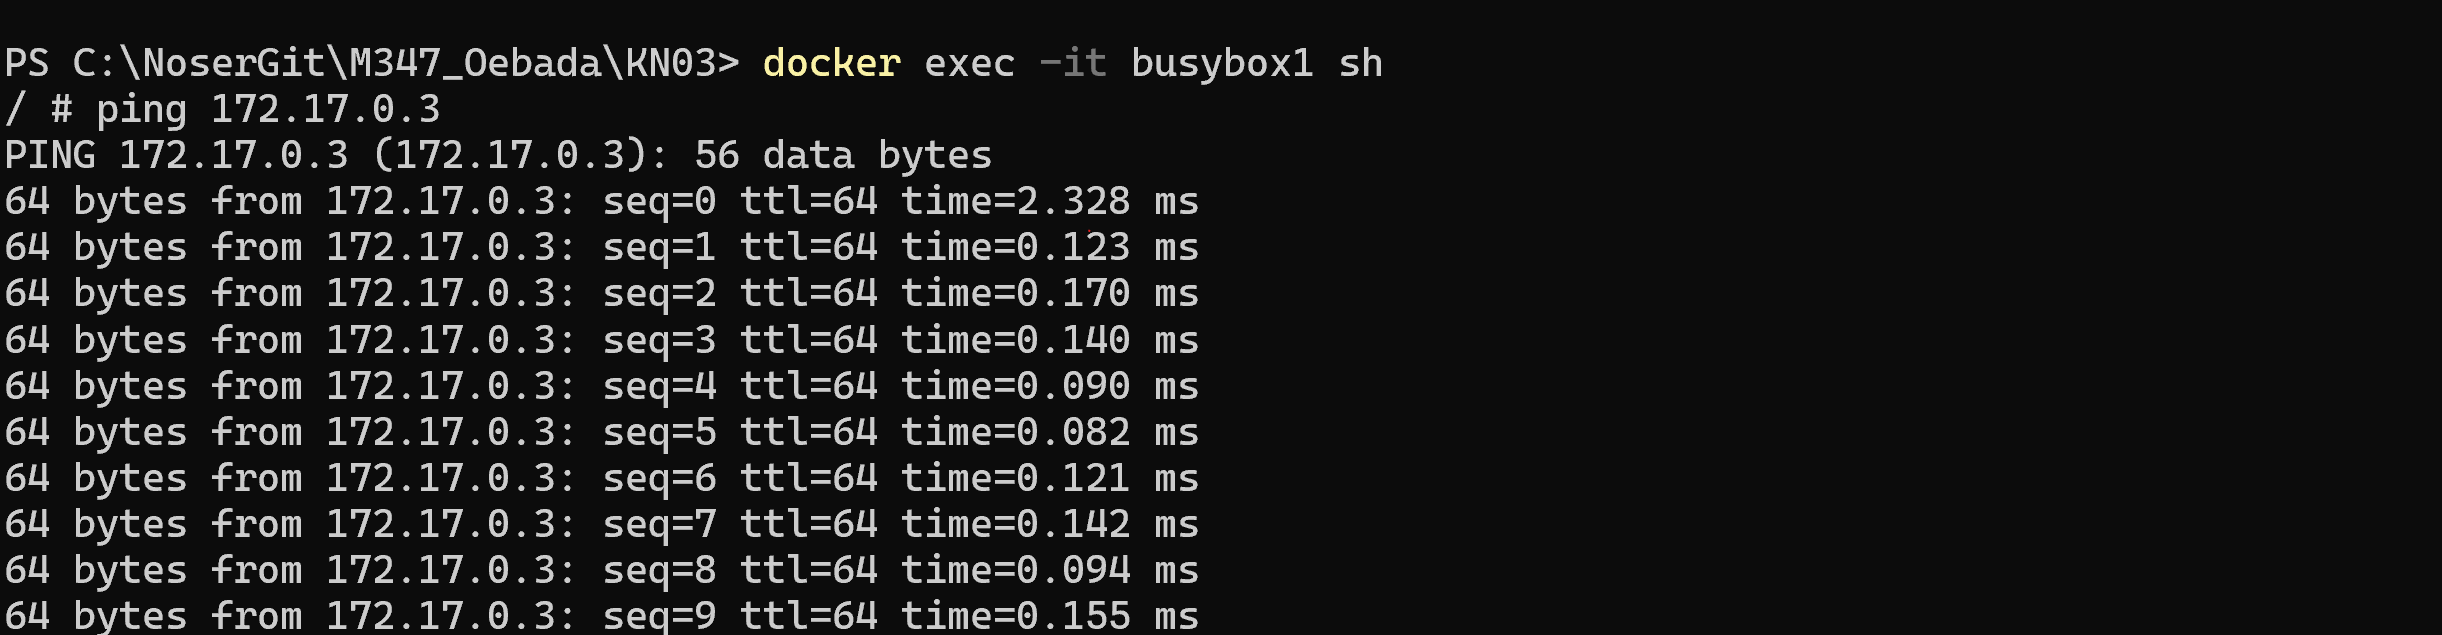 PS C:\NoserGit\M347_Oebada\KN03> docker exec -it busybox1 sh
/ # ping 172.17.0.3
PING 172.17.0.3 (172.17.0.3): 56 data bytes
64 bytes from 172.17.0.3: seq=0 ttl=64 time=2.328 ms
64 bytes from 172.17.0.3: seq=1 ttl=64 time=0.123 ms
64 bytes from 172.17.0.3: seq=2 ttl=64 time=0.170 ms
64 bytes from 172.17.0.3: seq=3 ttl=64 time=0.140 ms
64 bytes from 172.17.0.3: seq=4 ttl=64 time=0.090 ms
64 bytes from 172.17.0.3: seq=5 ttl=64 time=0.082 ms
64 bytes from 172.17.0.3: seq=6 ttl=64 time=0.121 ms
64 bytes from 172.17.0.3: seq=7 ttl=64 time=0.142 ms
64 bytes from 172.17.0.3: seq=8 ttl=64 time=0.094 ms
64 bytes from 172.17.0.3: seq=9 ttl=64 time=0.155 ms